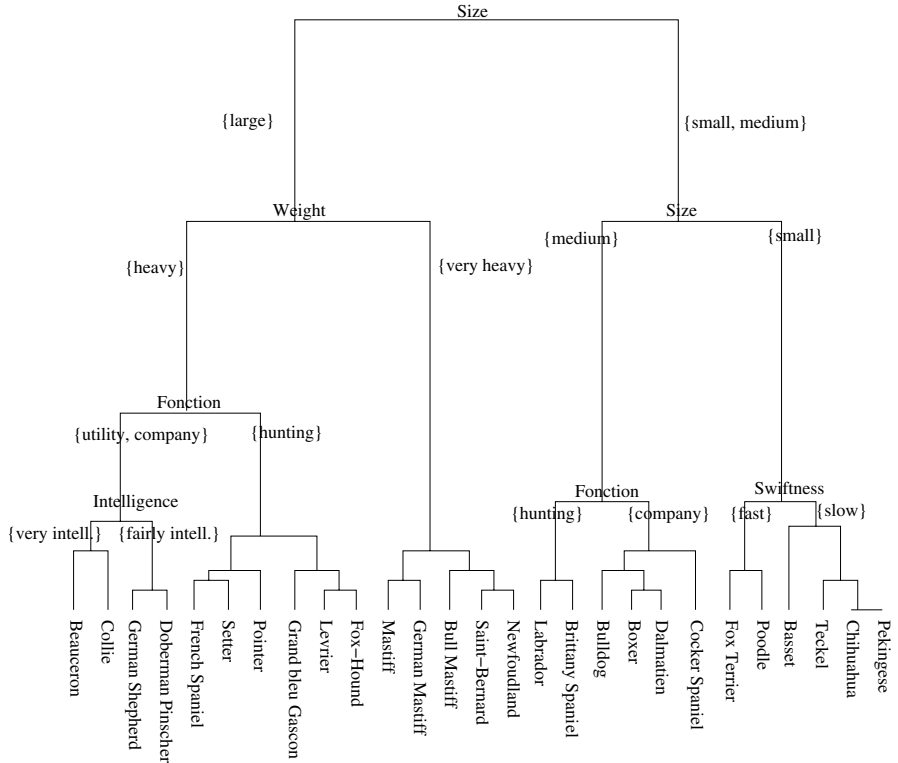 Size
{large}
{small, medium}
Weight
Size
{medium}
{small}
{heavy}
{very heavy}
Fonction
{utility, company}
{hunting}
Intelligence
{very intell.}
{fairly intell.}
Fonction
{hunting}
{company}
Swiftness
{fast}
{slow}
Beauceron
Collie
German Shepherd
Doberman Pinscher
French Spaniel
Setter
Pointer
Grand bleu Gascon
Levrier
Fox−Hound
Mastiff
German Mastiff
Bull Mastiff
Saint−Bernard
Newfoudland
Labrador
Brittany Spaniel
Bulldog
Boxer
Dalmatien
Cocker Spaniel
Fox Terrier
Poodle
Basset
Teckel
Chihuahua
Pekingese